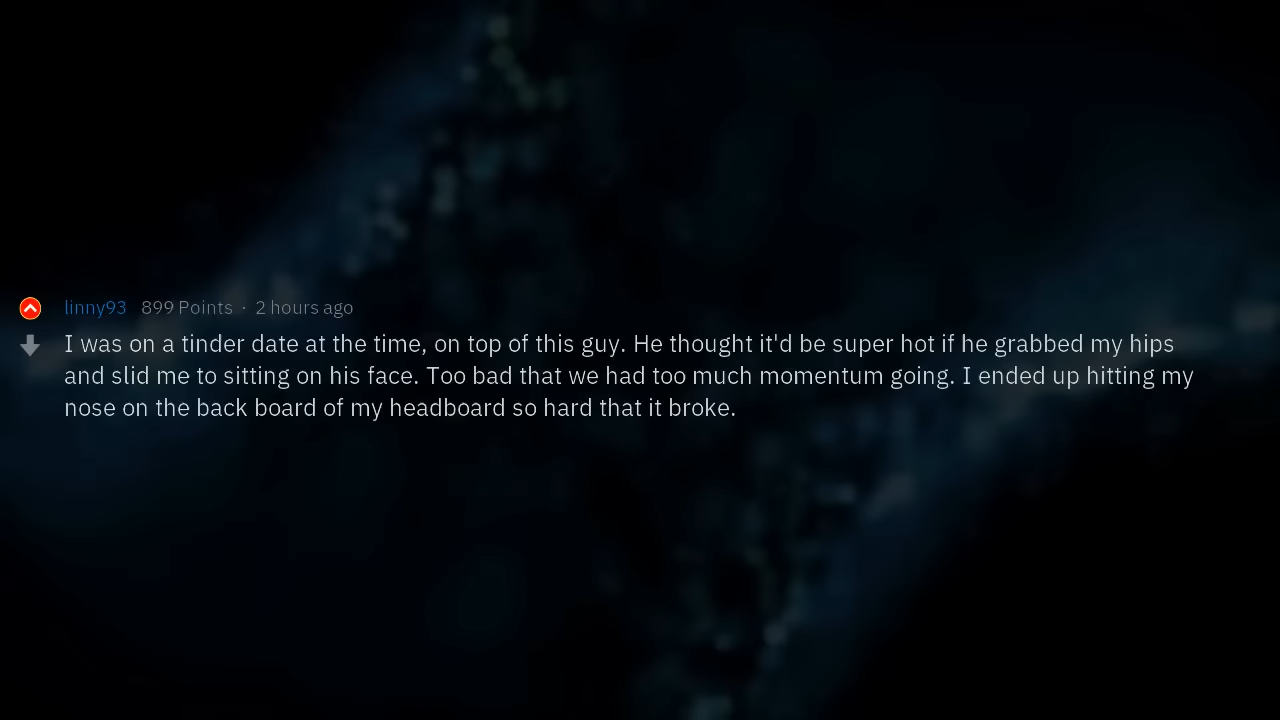 linny93 899 Points · 2 hours ago
I was on a tinder date at the time, on top of this guy. He thought it'd be super hot if he grabbed my hips
and slid me to sitting on his face. Too bad that we had too much momentum going. I ended up hitting my
nose on the back board of my headboard so hard that it broke.